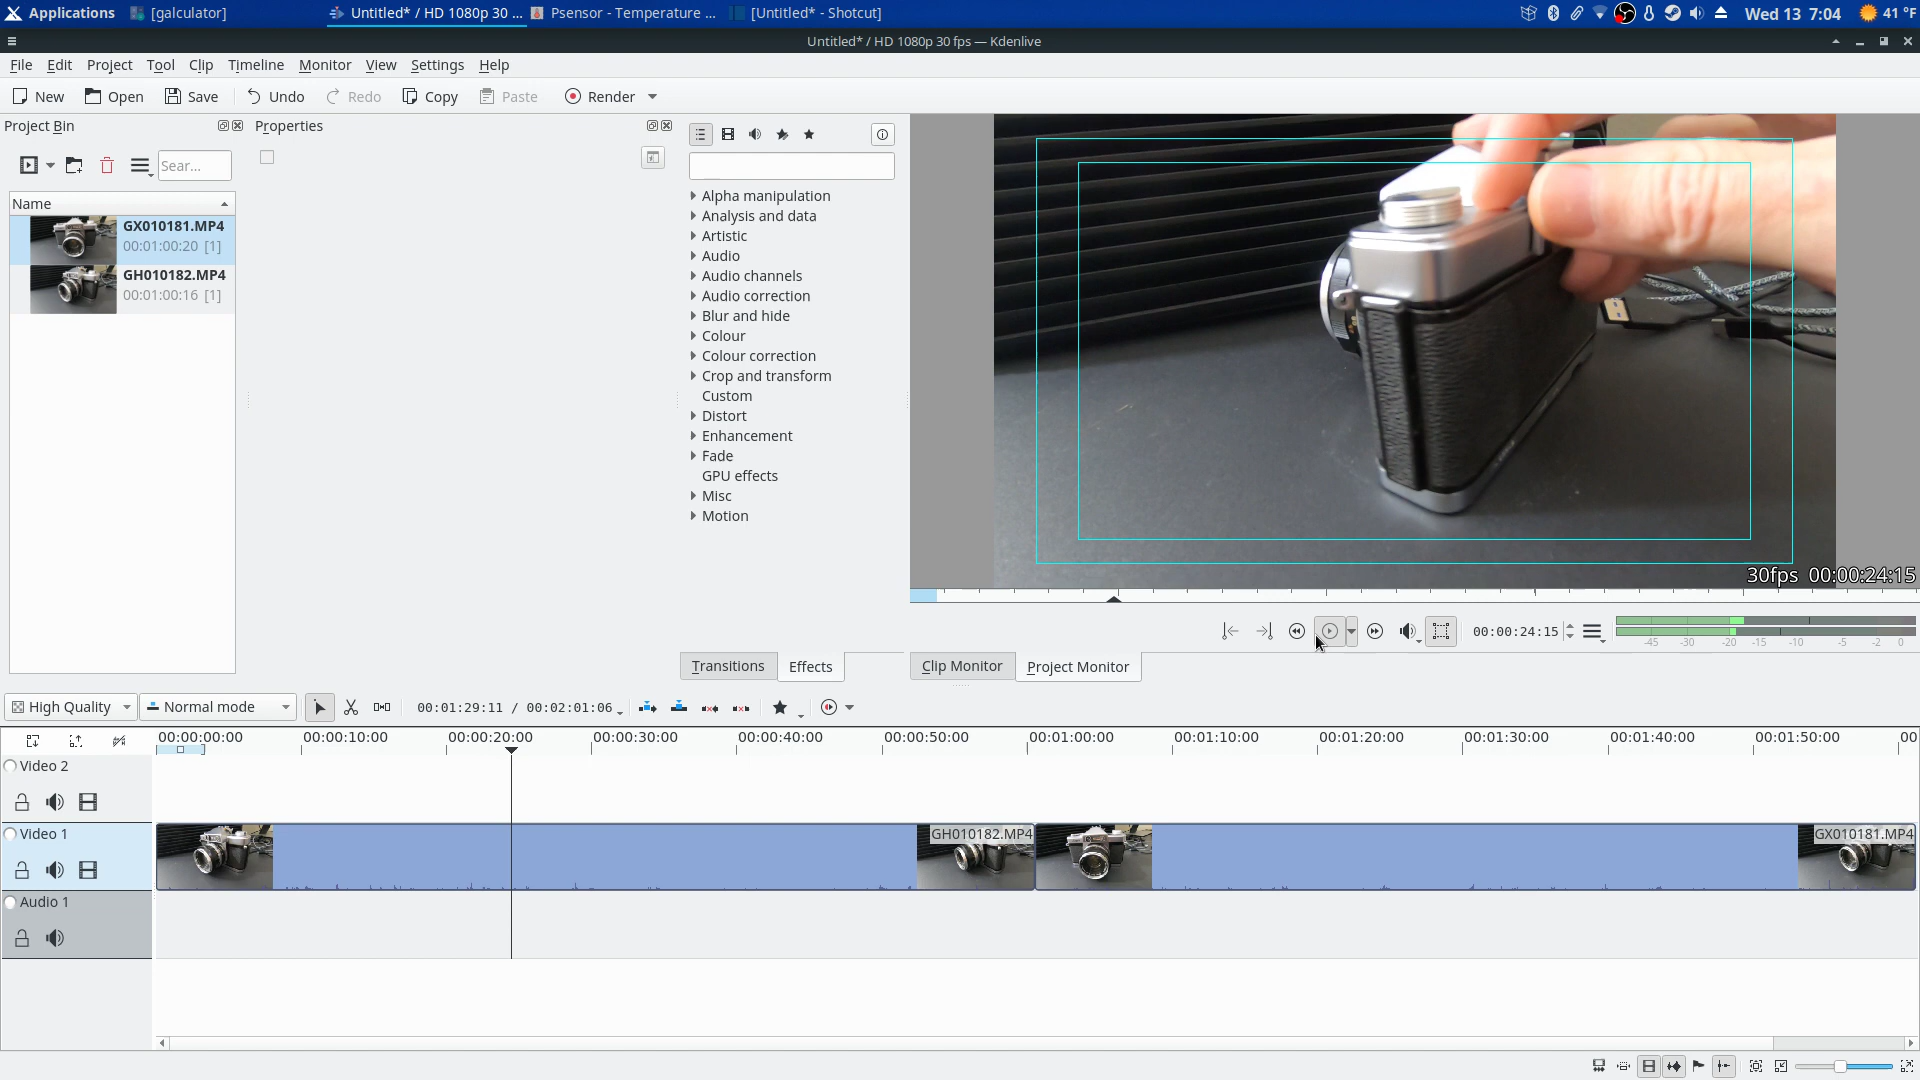 Applications [galculator] Untitled* / HD 1080p 30 ... Psensor - Temperature ... [Untitled* - Shotcut] Wed 13 7:04 41 °F
Untitled* / HD 1080p 30 fps — Kdenlive
File Edit Project Tool Clip Timeline Monitor View Settings Help
New Open Save Undo Redo Copy Paste Render
Project Bin
Properties
Sear...
Name
GX010181.MP4
00:01:00:20 [1]
GH010182.MP4
00:01:00:16 [1]
Alpha manipulation
Analysis and data
Artistic
Audio
Audio channels
Audio correction
Blur and hide
Colour
Colour correction
Crop and transform
Custom
Distort
Enhancement
Fade
GPU effects
Misc
Motion
Transitions Effects
30fps 00:00:24:15
00:00:24:15
-45 -30 -20 -15 -10 -5 -2 0
Clip Monitor Project Monitor
High Quality Normal mode 00:01:29:11 / 00:02:01:06
00:00:00:00 00:00:10:00 00:00:20:00 00:00:30:00 00:00:40:00 00:00:50:00 00:01:00:00 00:01:10:00 00:01:20:00 00:01:30:00 00:01:40:00 00:01:50:00 00
Video 2
Video 1
GH010182.MP4 GX010181.MP4
Audio 1